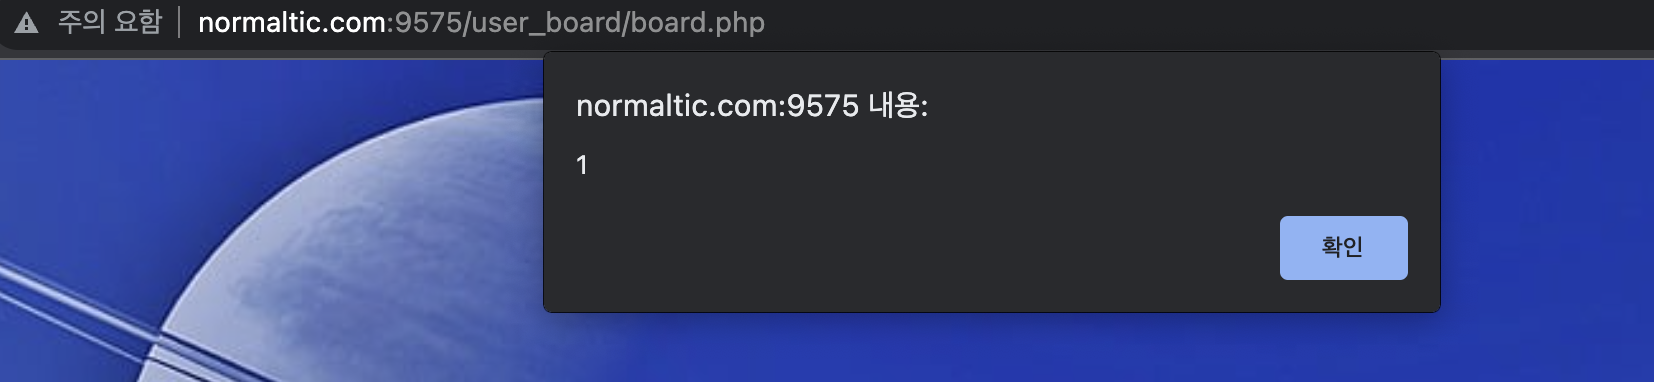 주의 요함 normaltic.com:9575/user_board/board.php
normaltic.com:9575 내용:
1
확인